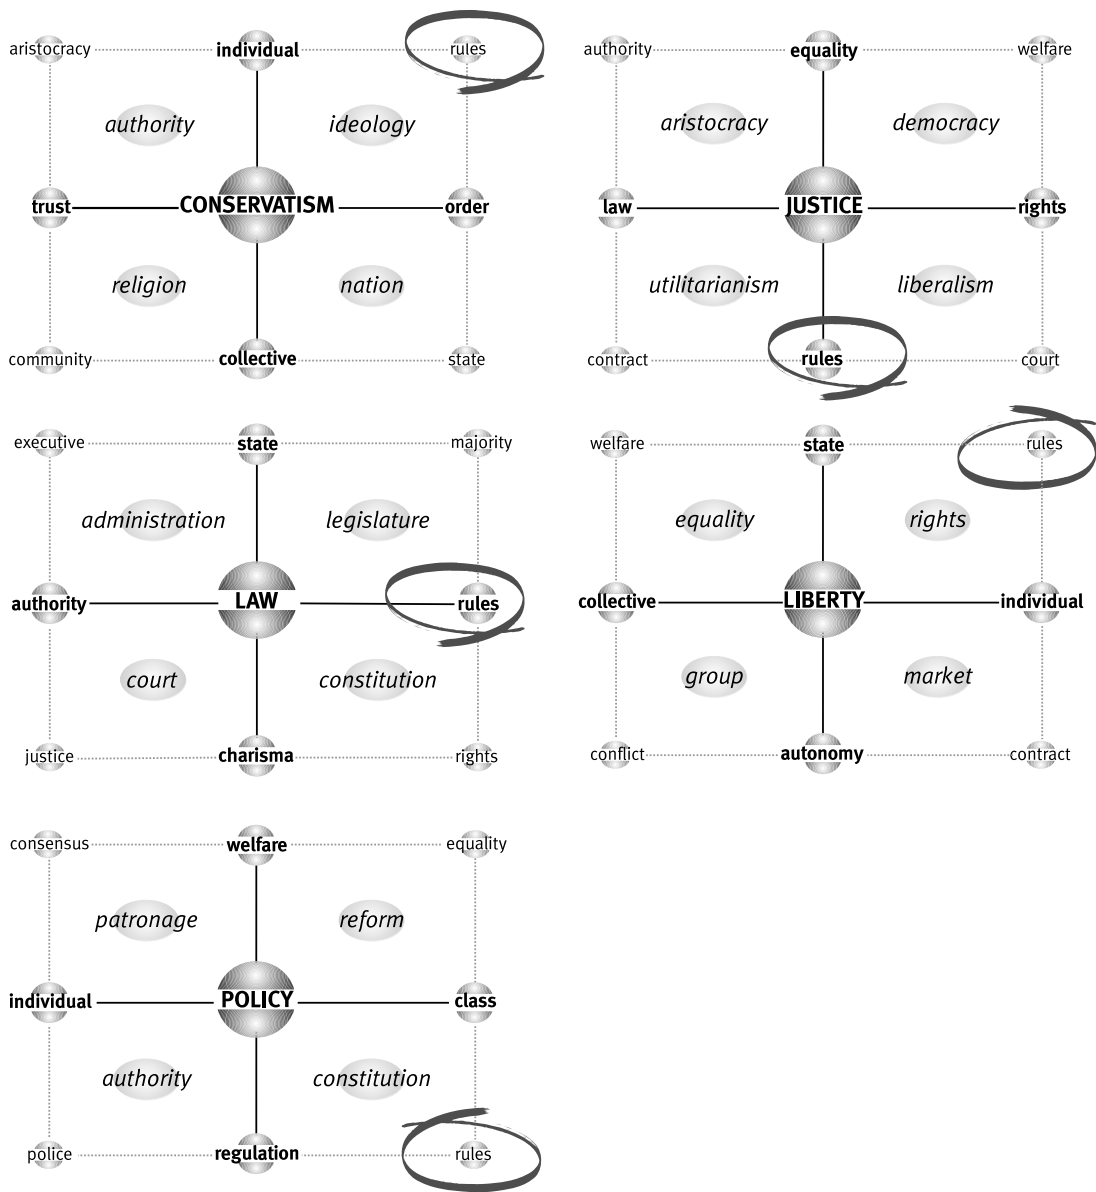 aristocracy individual rules
authority ideology
trust CONSERVATISM order
religion nation
community collective state
authority equality welfare
aristocracy democracy
law JUSTICE rights
utilitarianism liberalism
contract rules court
executive state majority
administration legislature
authority LAW rules
court constitution
justice charisma rights
welfare state rules
equality rights
collective LIBERTY individual
group market
conflict autonomy contract
consensus welfare equality
patronage reform
individual POLICY class
authority constitution
police regulation rules